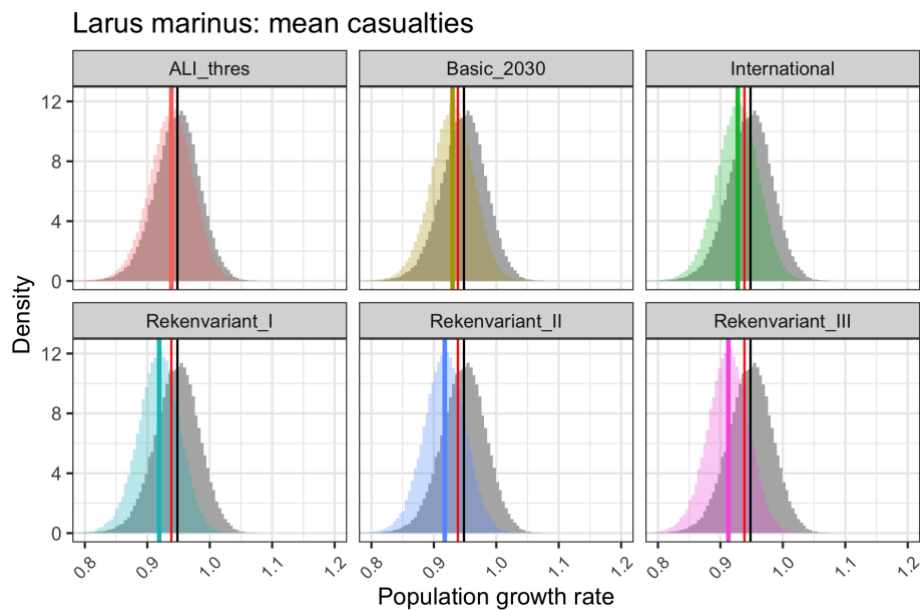 Larus marinus: mean casualties
ALI_thres
Basic_2030
International
12
8
4
0
Density
Rekenvariant_I
Rekenvariant_II
Rekenvariant_III
12
8
4
0
0.8 0.9 1.0 1.1 1.2
0.8 0.9 1.0 1.1 1.2
0.8 0.9 1.0 1.1 1.2
Population growth rate